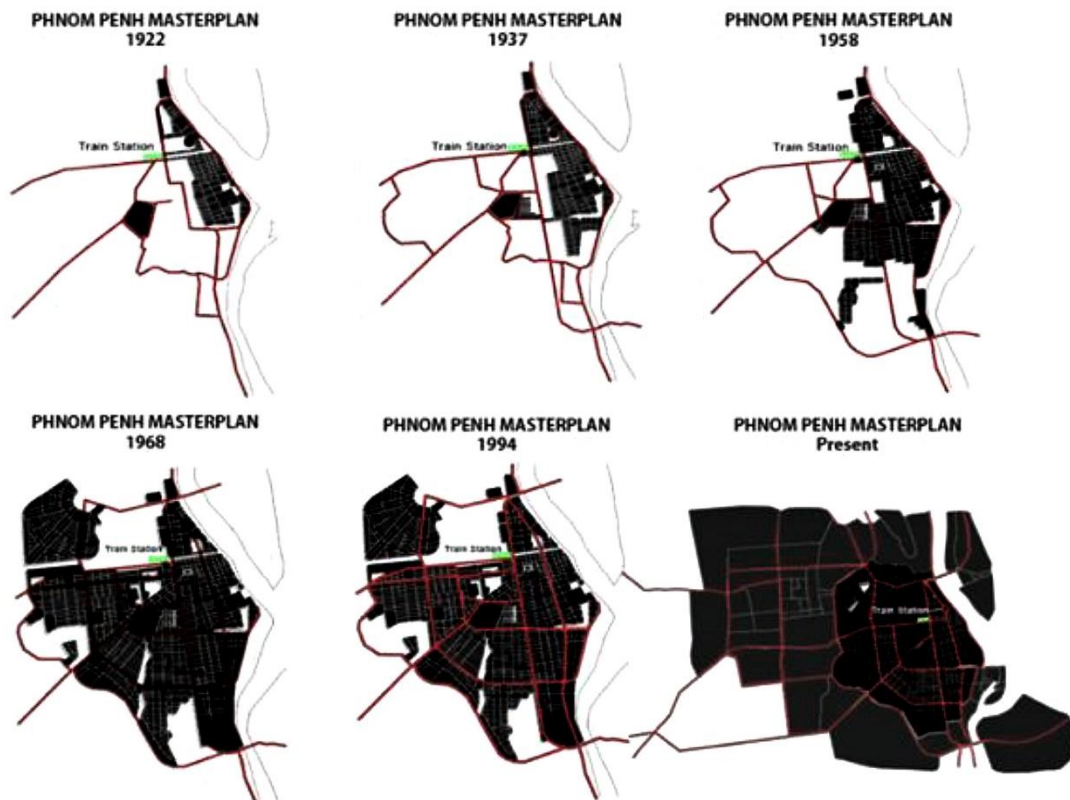 PHNOM PENH MASTERPLAN
1922
Train Station
PHNOM PENH MASTERPLAN
1937
Train Station
PHNOM PENH MASTERPLAN
1958
Train Station
PHNOM PENH MASTERPLAN
1968
Train Station
PHNOM PENH MASTERPLAN
1994
Train Station
PHNOM PENH MASTERPLAN
Present
Train Station